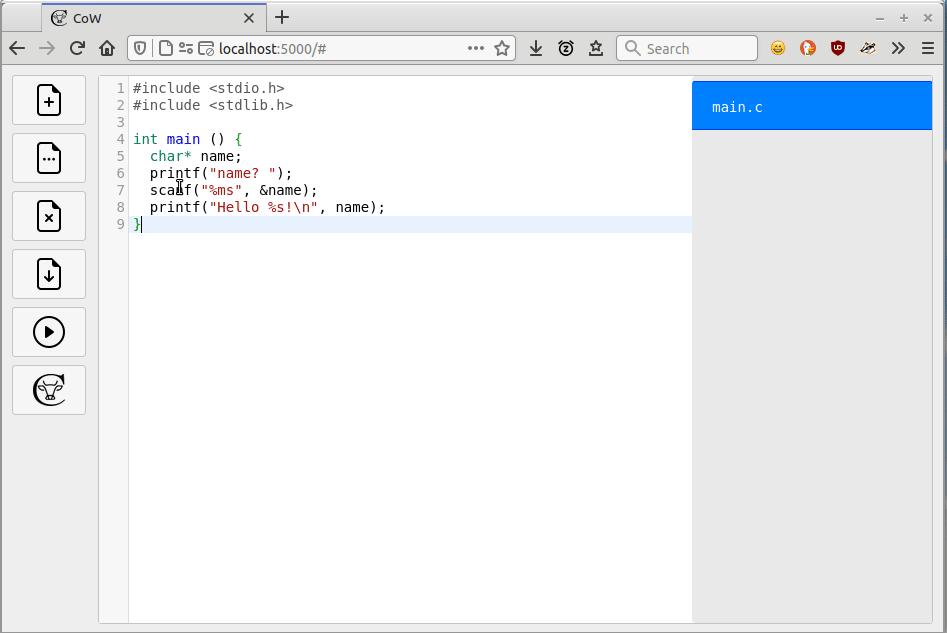 CoW
localhost:5000/#
Search
1 #include <stdio.h>
2 #include <stdlib.h>
3
4 int main () {
5   char* name;
6   printf("name? ");
7   scanf("%ms", &name);
8   printf("Hello %s!\n", name);
9 }
main.c